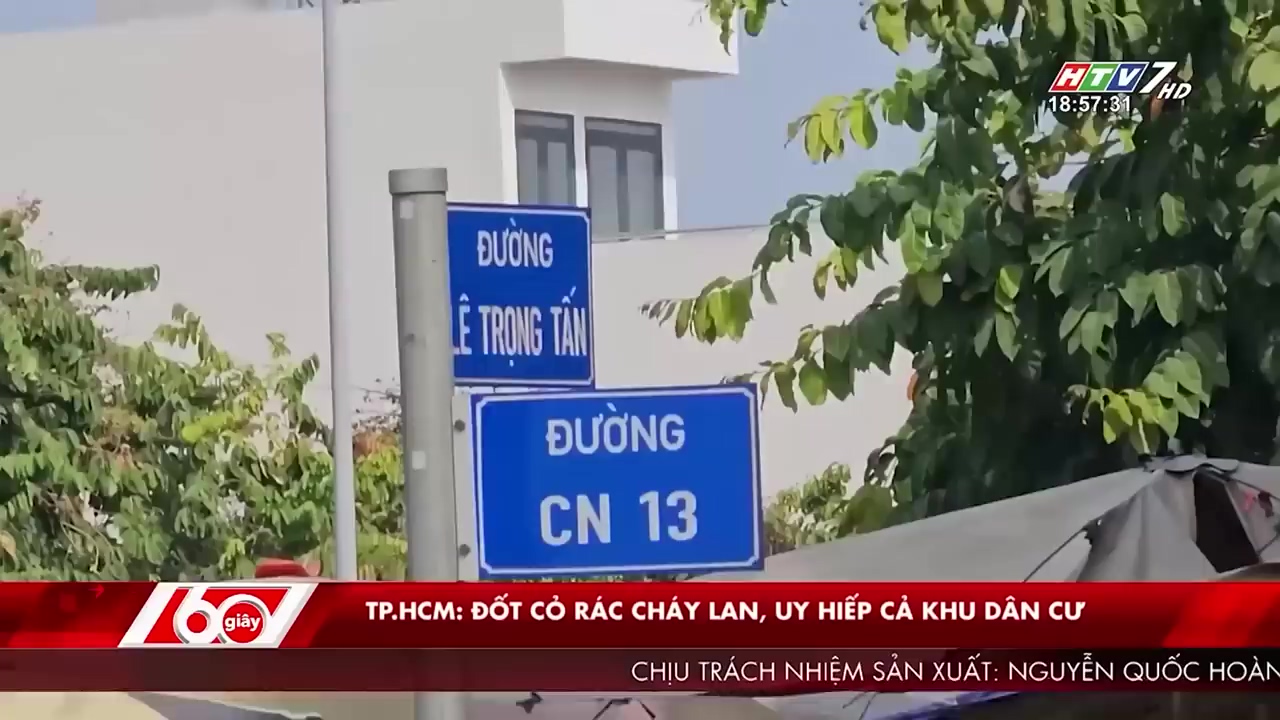 HTV7 HD
18:57:31
ĐƯỜNG
LÊ TRỌNG TẤN
ĐƯỜNG
CN 13
60 giây
TP.HCM: ĐỐT CỎ RÁC CHÁY LAN, UY HIẾP CẢ KHU DÂN CƯ
CHỊU TRÁCH NHIỆM SẢN XUẤT: NGUYỄN QUỐC HOÀN